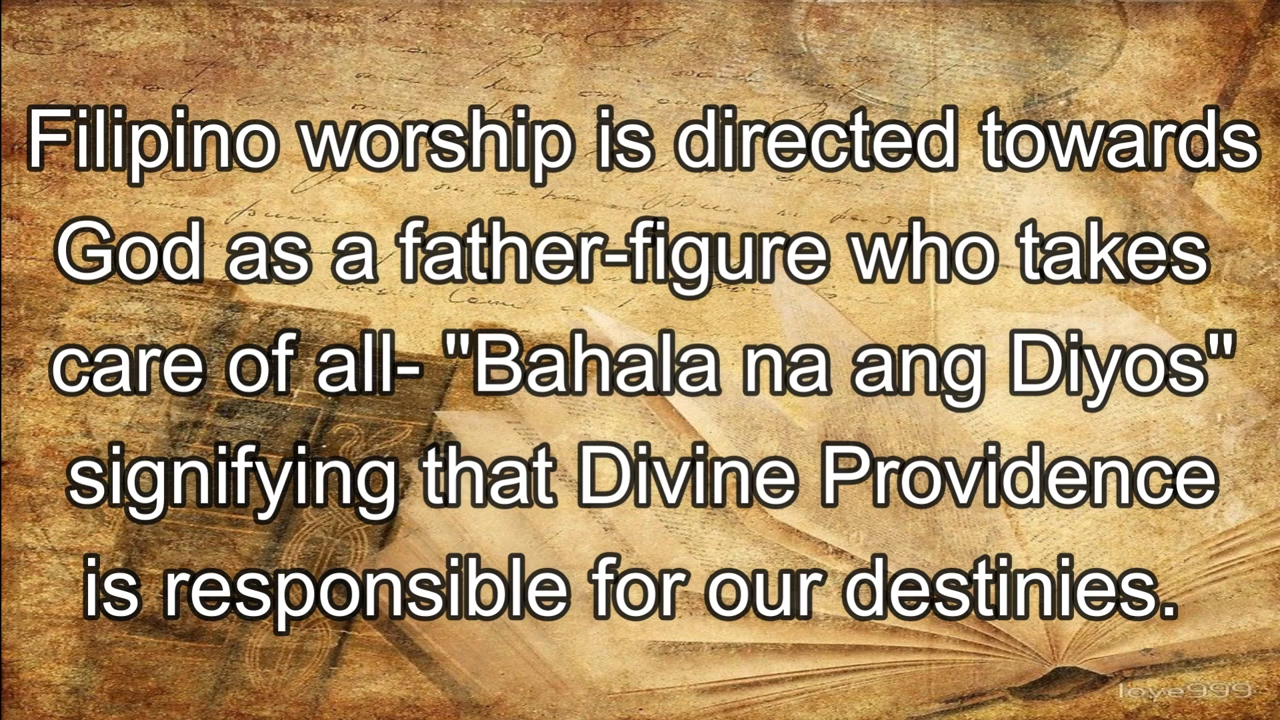 Filipino worship is directed towards
God as a father-figure who takes
care of all- "Bahala na ang Diyos"
signifying that Divine Providence
is responsible for our destinies.